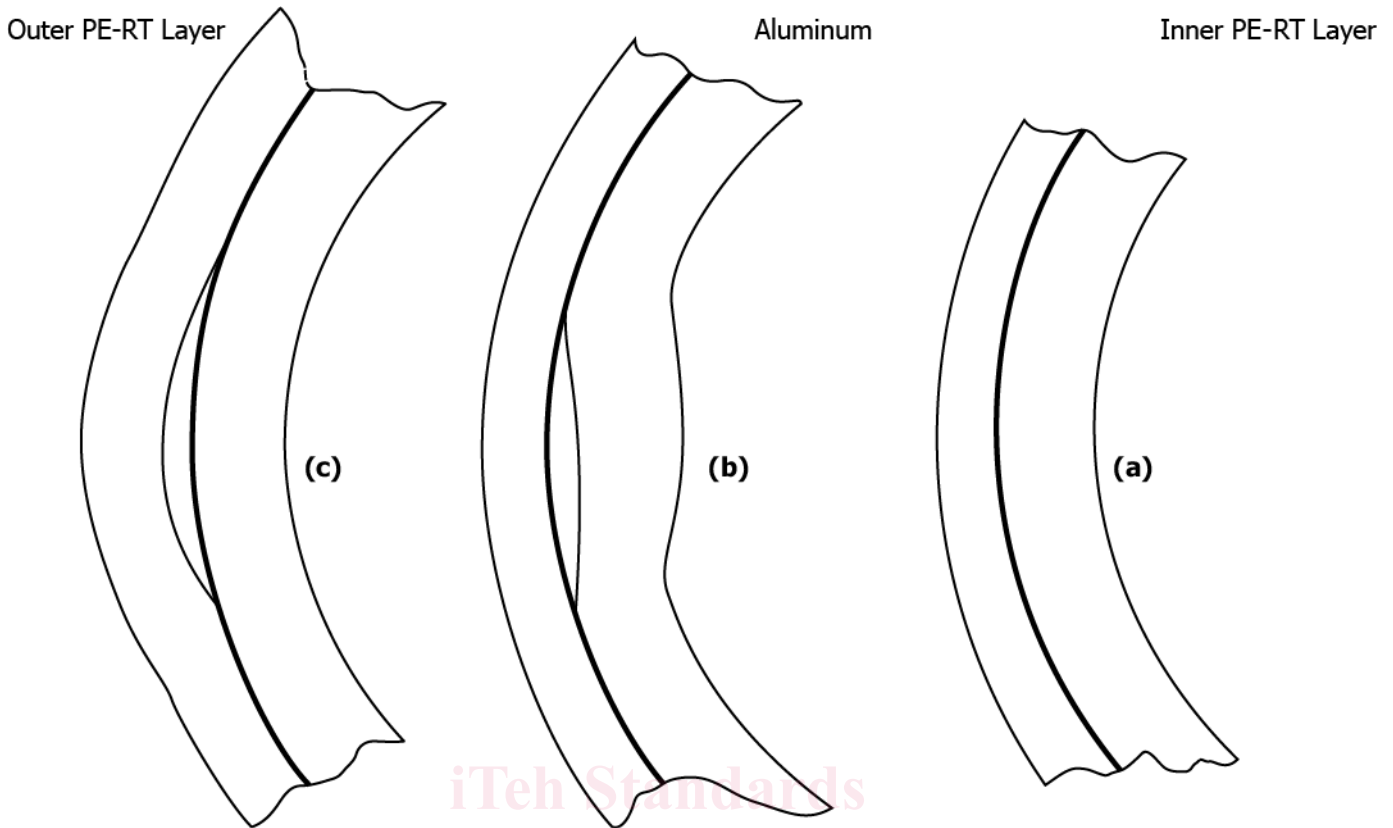 Outer PE-RT Layer
Aluminum
Inner PE-RT Layer
(c)
(b)
(a)
iTeh Standards